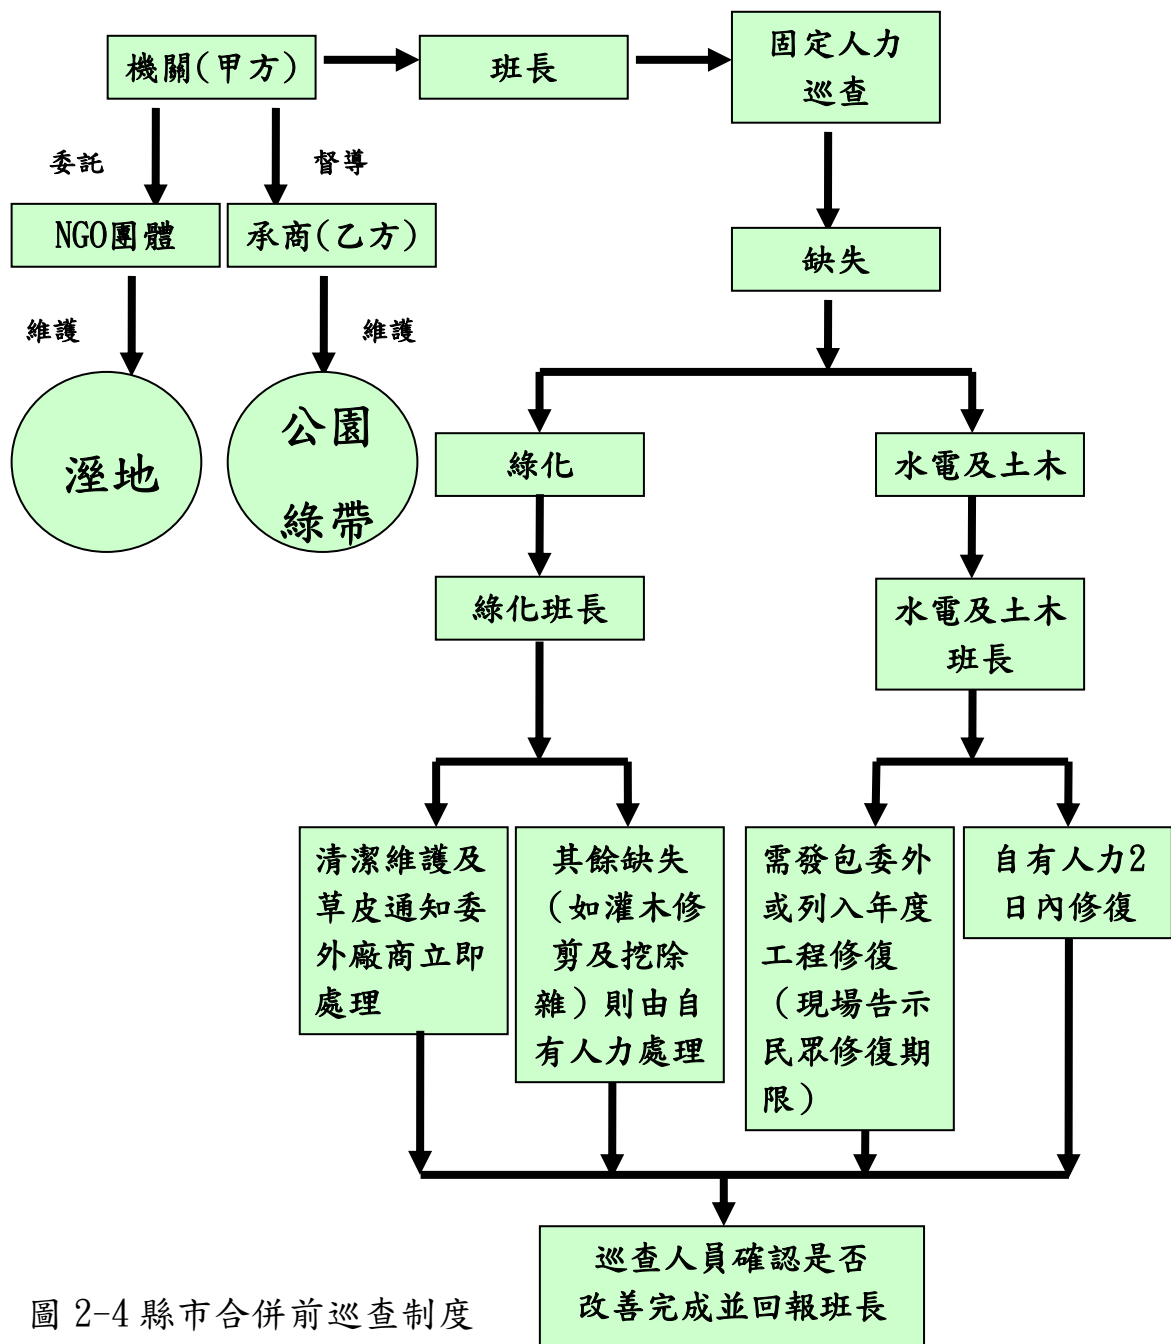 機關(甲方)
班長
固定人力
巡查
委託
督導
NGO團體
承商(乙方)
缺失
維護
維護
溼地
公園
綠帶
綠化
水電及土木
綠化班長
水電及土木
班長
清潔維護及
草皮通知委
外廠商立即
處理
其餘缺失
(如灌木修
剪及挖除
雜)則由自
有人力處理
需發包委外
或列入年度
工程修復
(現場告示
民眾修復期
限)
自有人力2
日內修復
巡查人員確認是否
改善完成並回報班長
圖 2-4 縣市合併前巡查制度